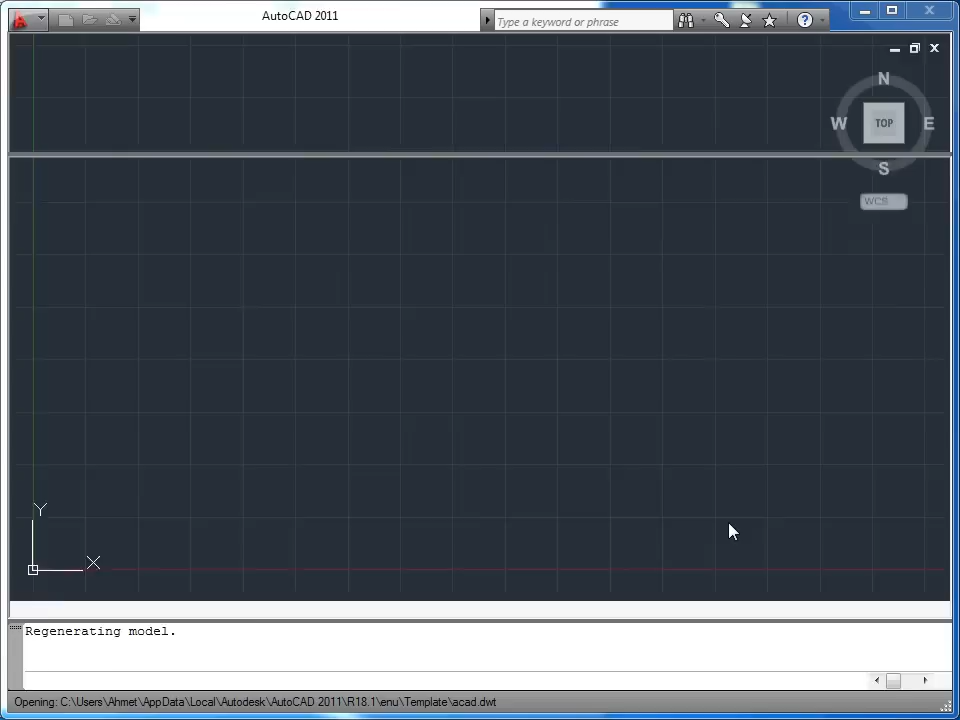 AutoCAD 2011
Type a keyword or phrase
N
W
TOP
E
S
WCS
Y
X
Regenerating model.
Opening: C:\Users\Ahmet\AppData\Local\Autodesk\AutoCAD 2011\R18.1\enu\Template\acad.dwt